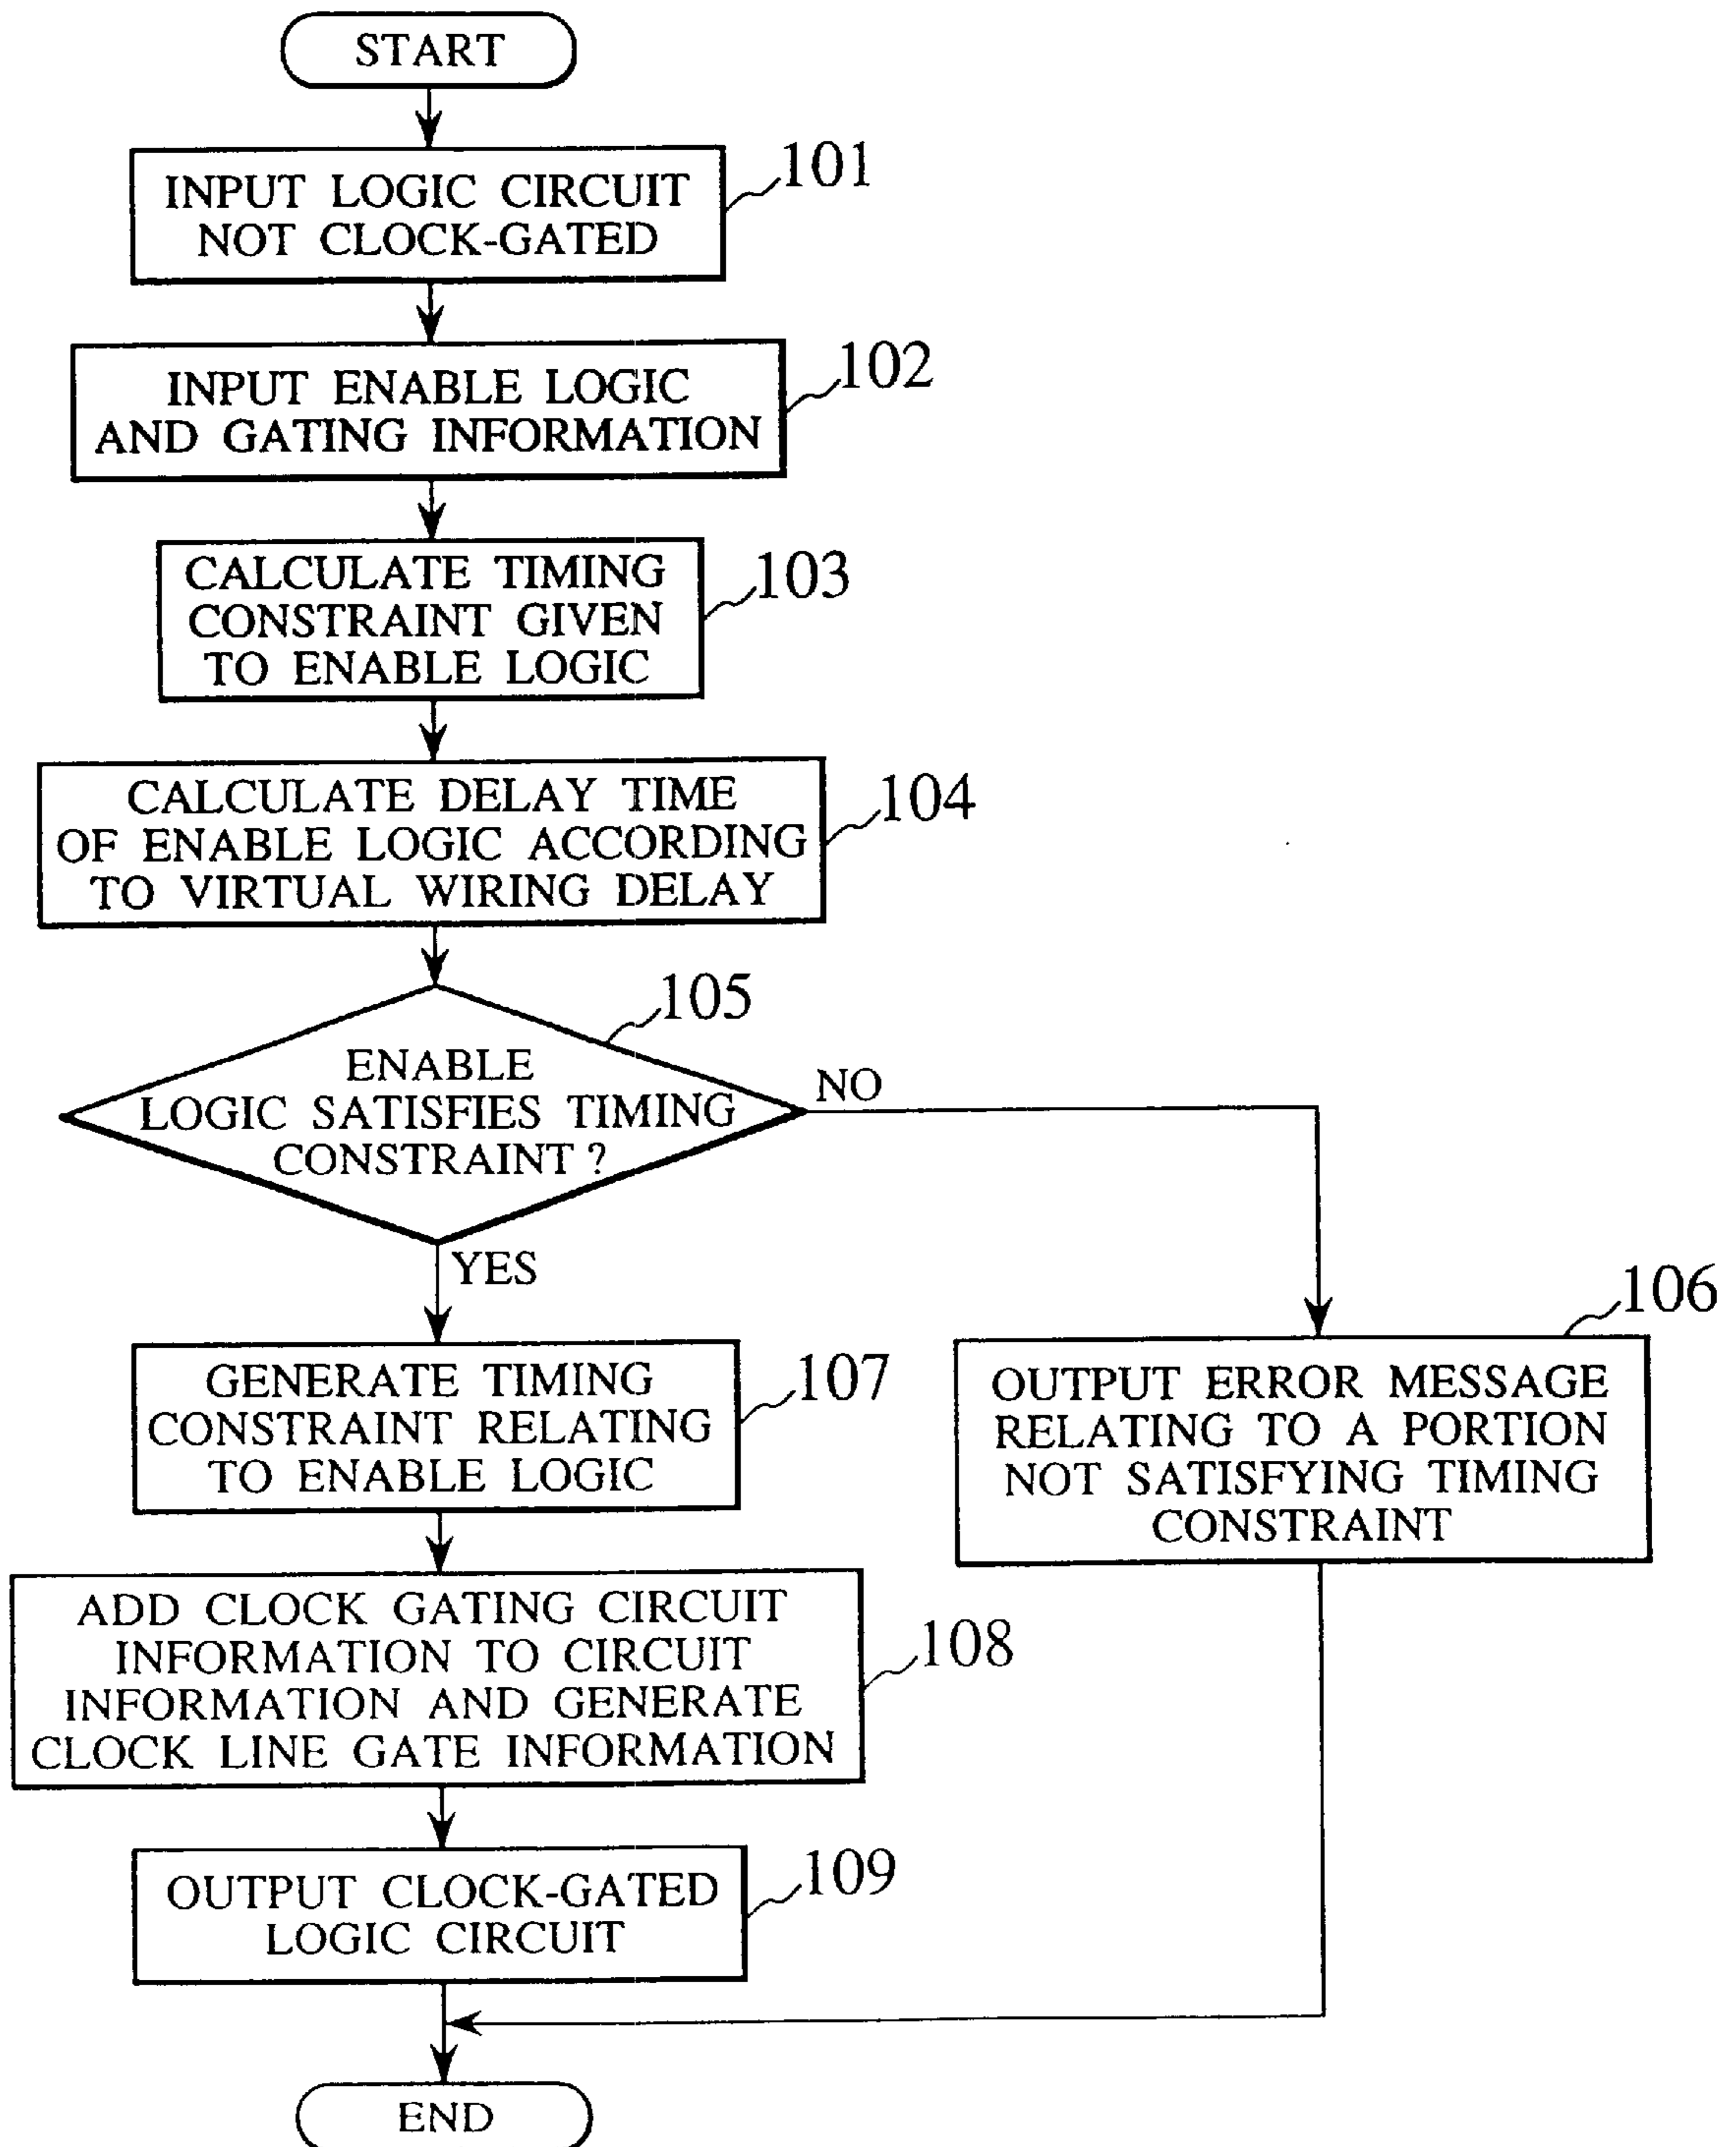 START
INPUT LOGIC CIRCUIT
NOT CLOCK-GATED
101
INPUT ENABLE LOGIC
AND GATING INFORMATION
102
CALCULATE TIMING
CONSTRAINT GIVEN
TO ENABLE LOGIC
103
CALCULATE DELAY TIME
OF ENABLE LOGIC ACCORDING
TO VIRTUAL WIRING DELAY
104
105
ENABLE
LOGIC SATISFIES TIMING
CONSTRAINT ?
NO
YES
106
OUTPUT ERROR MESSAGE
RELATING TO A PORTION
NOT SATISFYING TIMING
CONSTRAINT
GENERATE TIMING
CONSTRAINT RELATING
TO ENABLE LOGIC
107
ADD CLOCK GATING CIRCUIT
INFORMATION TO CIRCUIT
INFORMATION AND GENERATE
CLOCK LINE GATE INFORMATION
108
OUTPUT CLOCK-GATED
LOGIC CIRCUIT
109
END